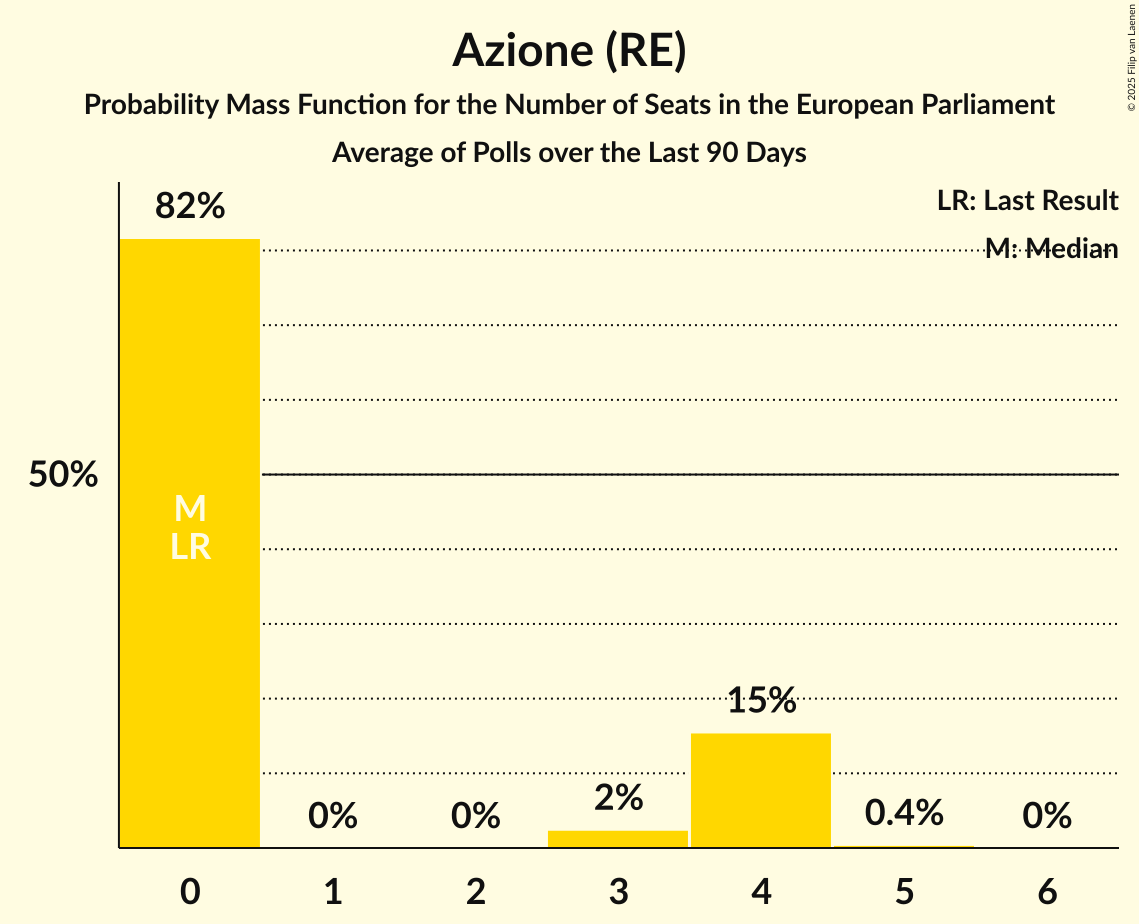 Azione (RE)
Probability Mass Function for the Number of Seats in the European Parliament
Average of Polls over the Last 90 Days
© 2025 Filip van Laenen
LR: Last Result
M: Median
82%
50%
M
LR
0%
0%
2%
15%
0.4%
0%
0
1
2
3
4
5
6